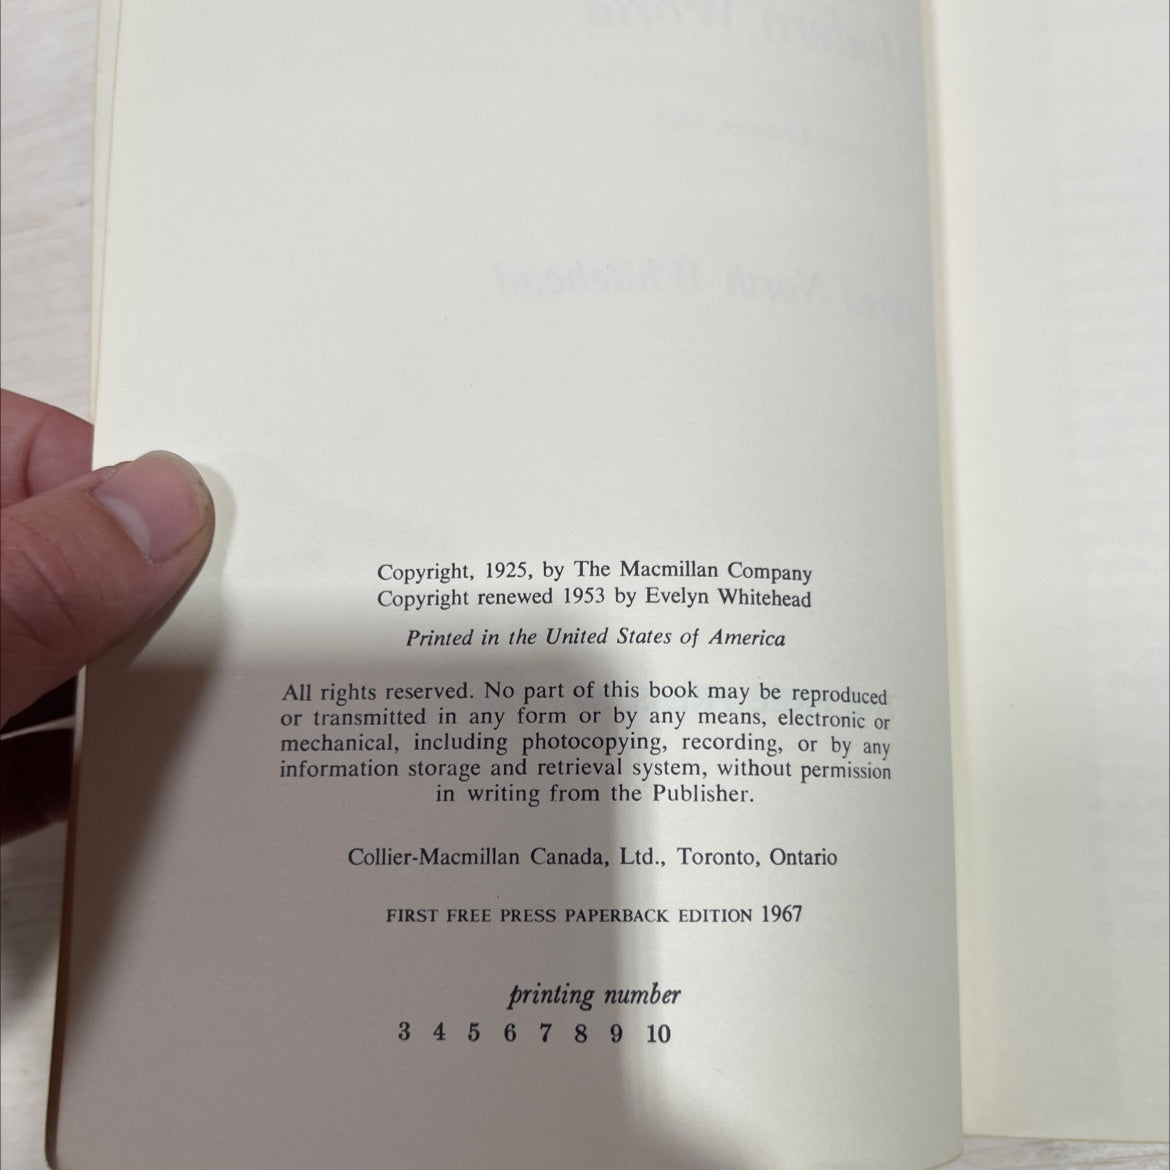 Copyright, 1925, by The Macmillan Company
Copyright renewed 1953 by Evelyn Whitehead
Printed in the United States of America
All rights reserved. No part of this book may be reproduced
or transmitted in any form or by any means, electronic or
mechanical, including photocopying, recording, or by any
information storage and retrieval system, without permission
in writing from the Publisher.
Collier-Macmillan Canada, Ltd., Toronto, Ontario
FIRST FREE PRESS PAPERBACK EDITION 1967
printing number
3 4 5 6 7 8 9 10